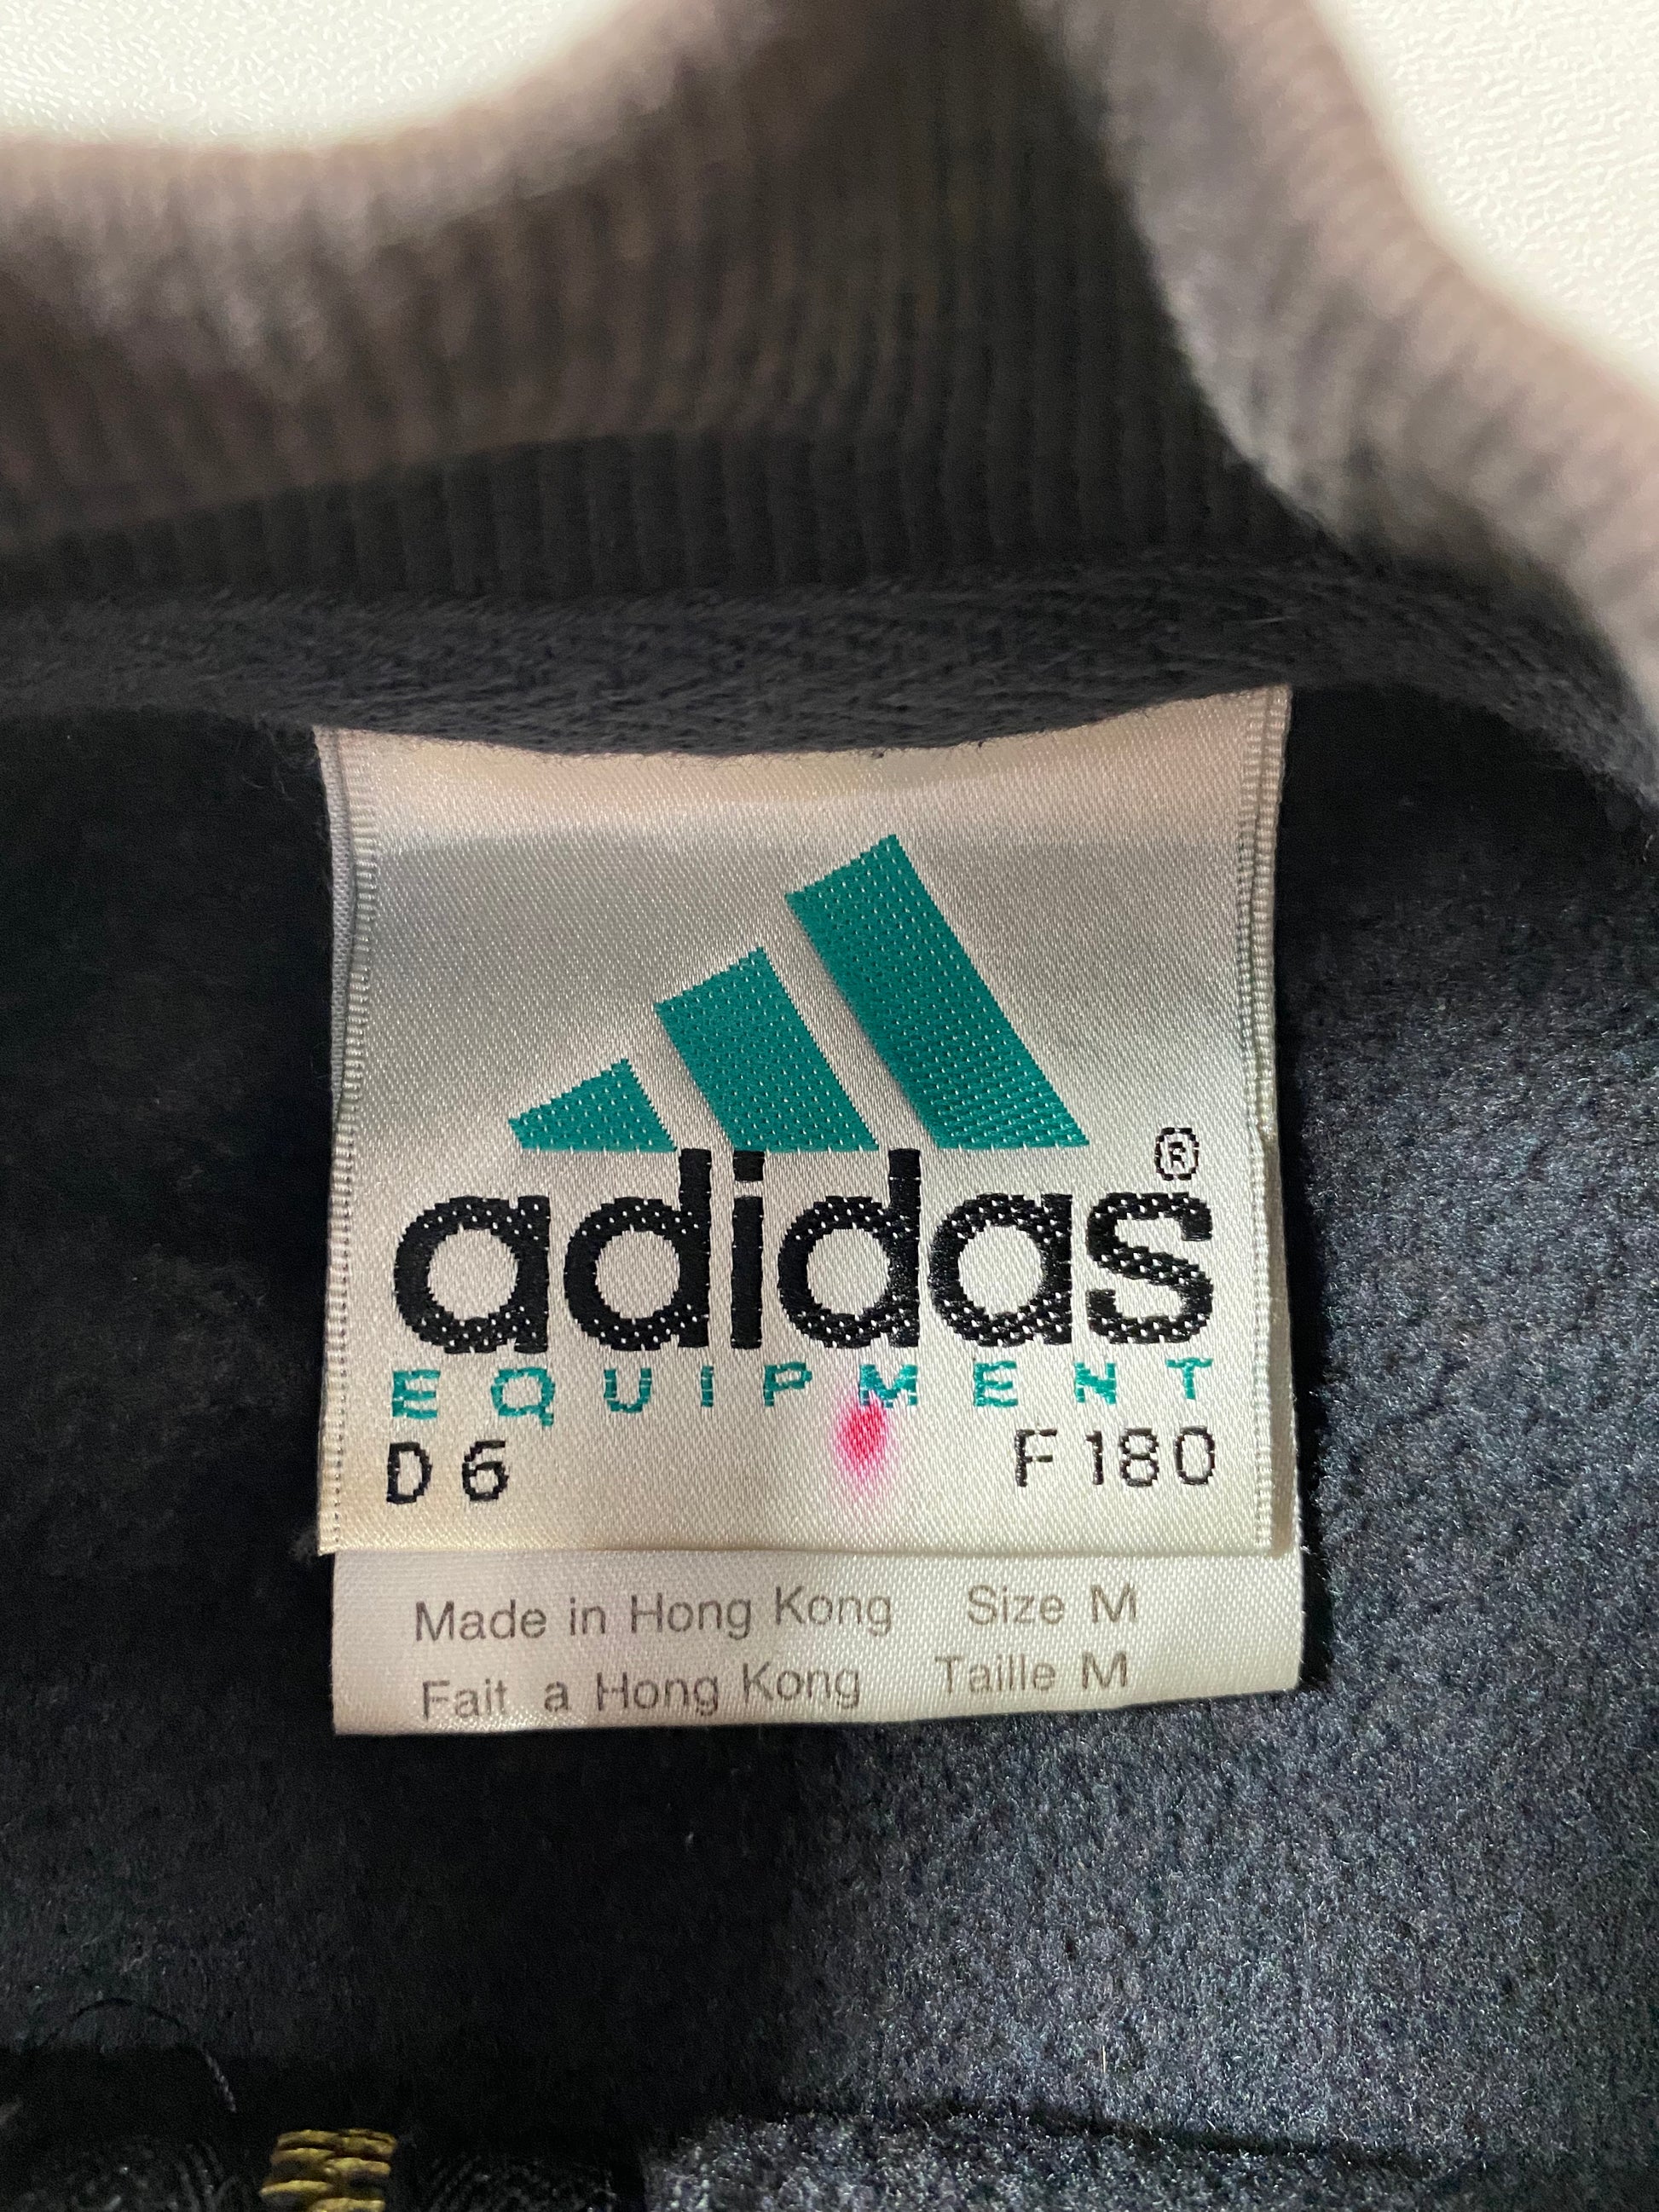 adidas®
EQUIPMENT
D6 F180
Made in Hong Kong Size M
Fait a Hong Kong Taille M